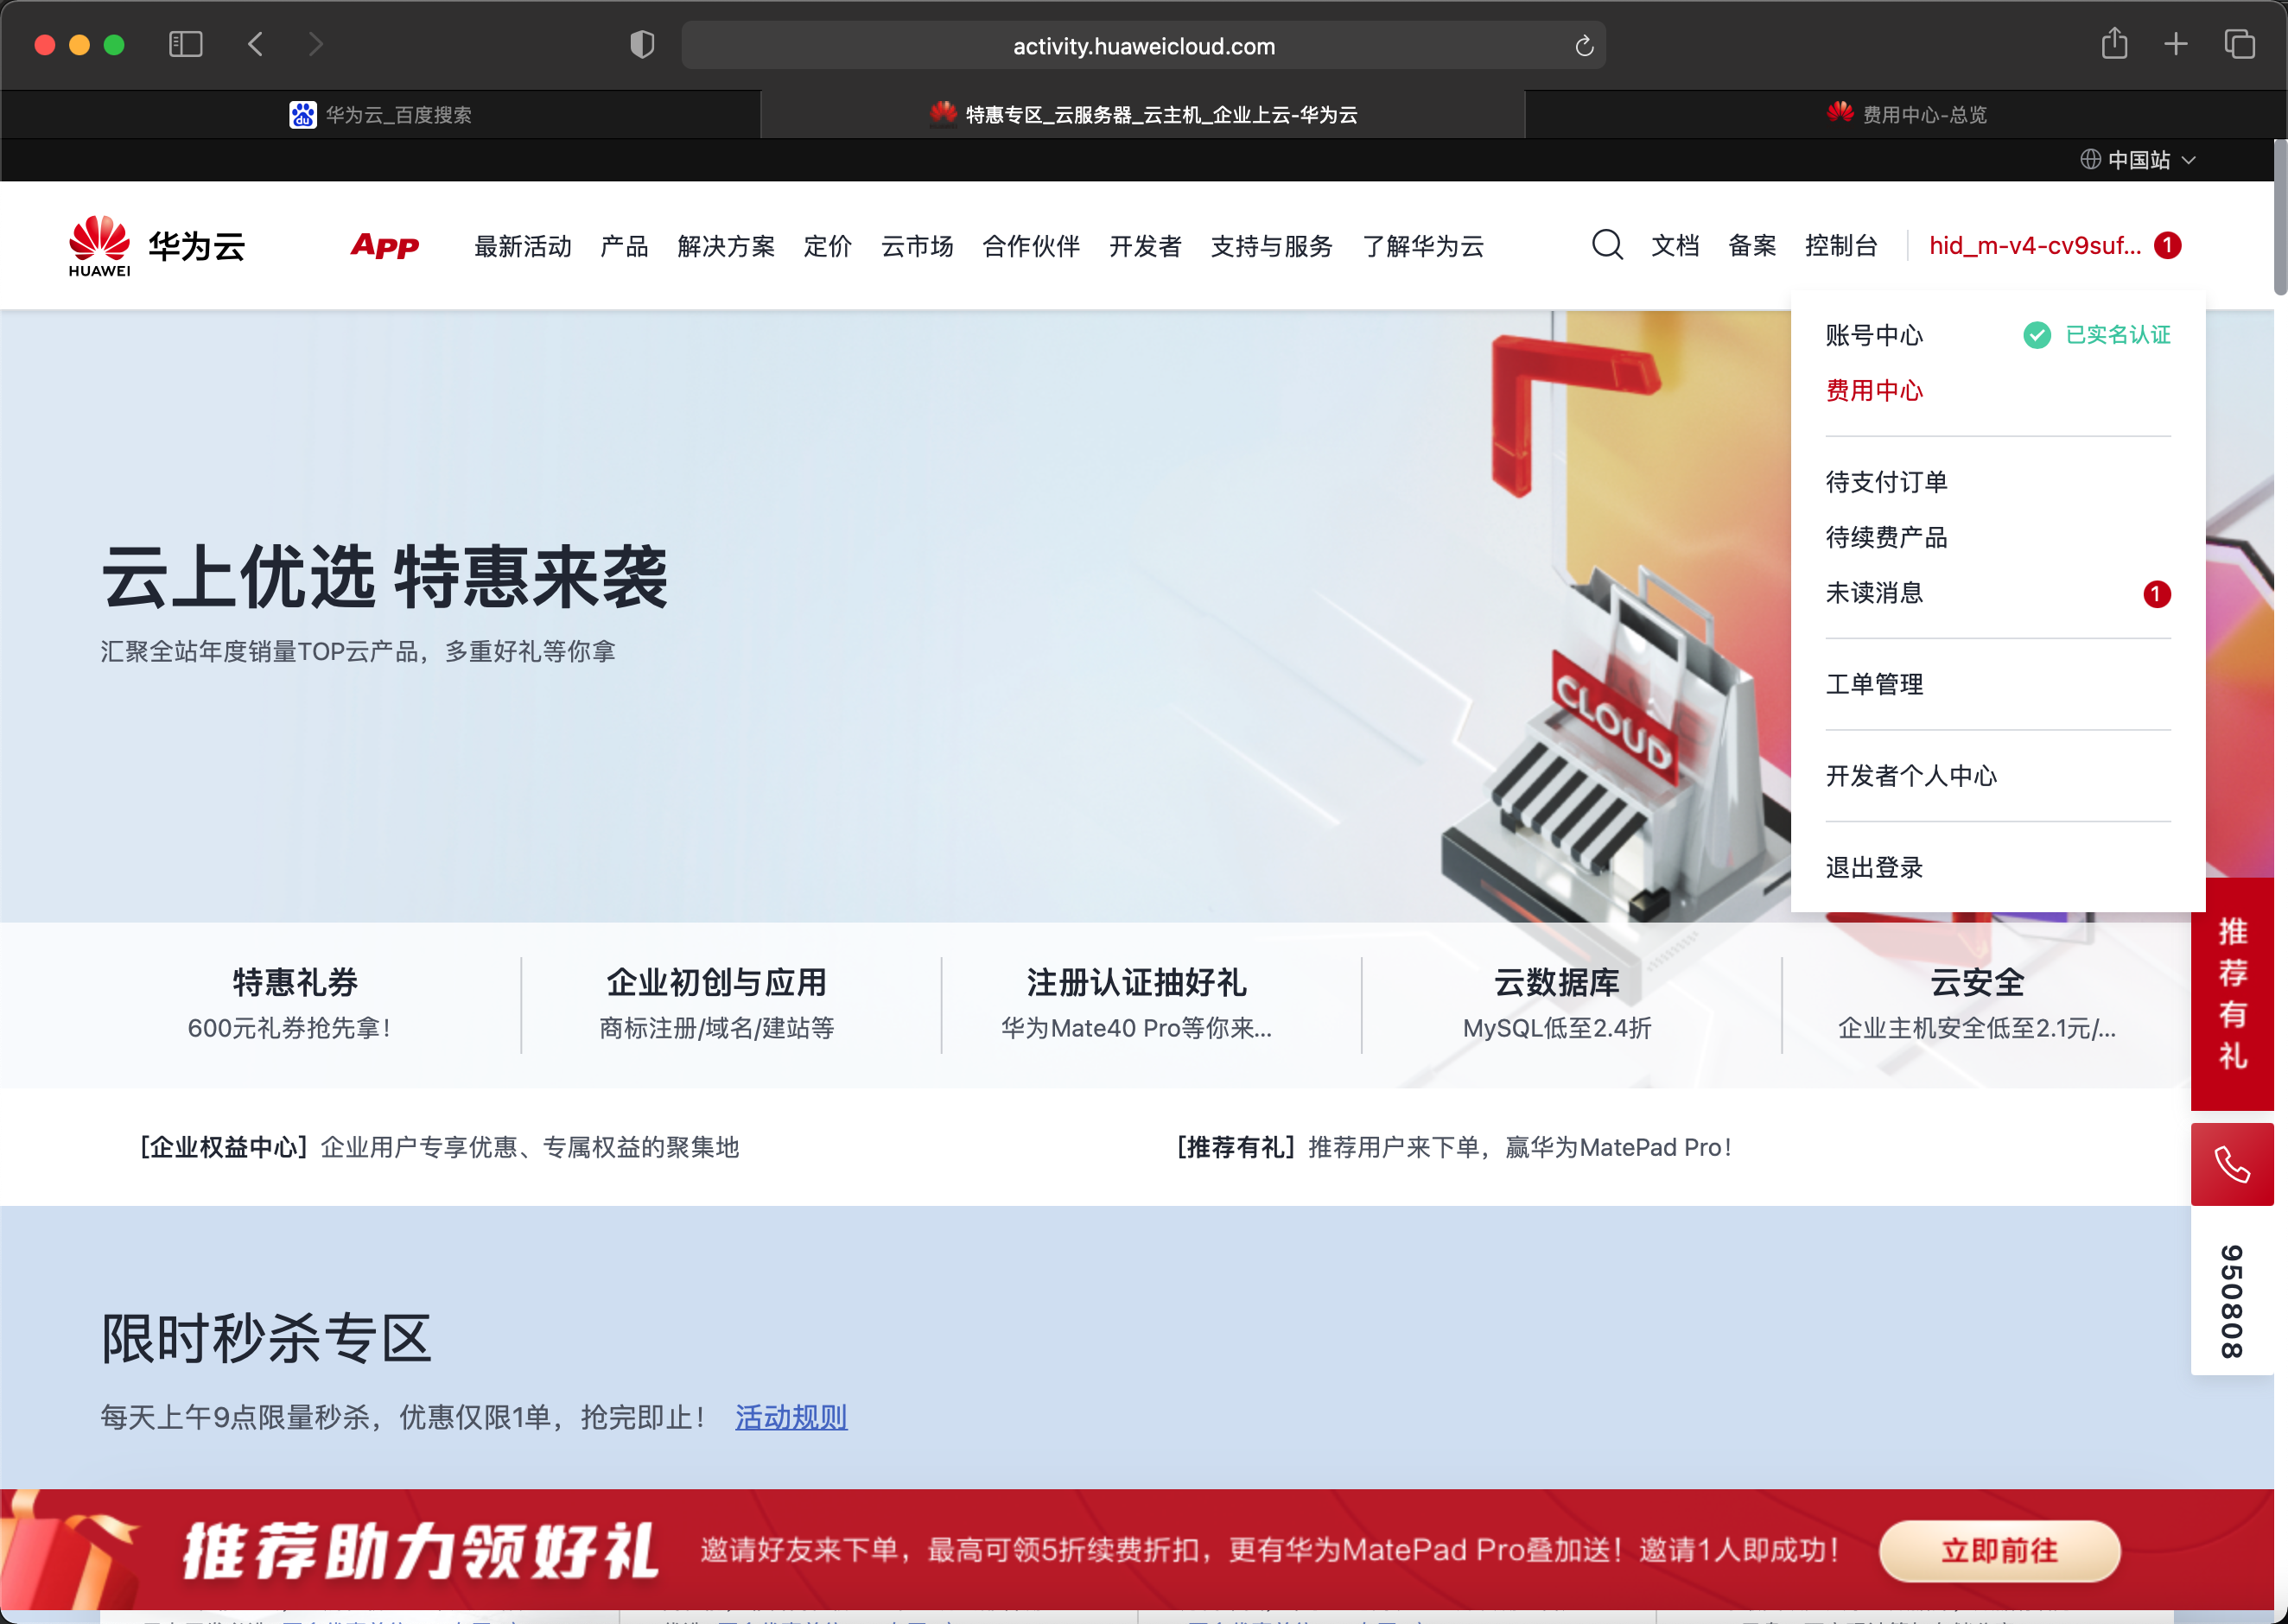 activity.huaweicloud.com
华为云_百度搜索
特惠专区_云服务器_云主机_企业上云-华为云
费用中心-总览
中国站
HUAWEI
华为云
APP
最新活动 产品 解决方案 定价 云市场 合作伙伴 开发者 支持与服务 了解华为云
文档 备案 控制台
hid_m-v4-cv9suf... 1
账号中心 已实名认证
费用中心
待支付订单
待续费产品
未读消息 1
工单管理
开发者个人中心
退出登录
云上优选 特惠来袭
汇聚全站年度销量TOP云产品，多重好礼等你拿
CLOUD
特惠礼券
600元礼券抢先拿！
企业初创与应用
商标注册/域名/建站等
注册认证抽好礼
华为Mate40 Pro等你来...
云数据库
MySQL低至2.4折
云安全
企业主机安全低至2.1元/...
推荐有礼
950808
[企业权益中心] 企业用户专享优惠、专属权益的聚集地
[推荐有礼] 推荐用户来下单，赢华为MatePad Pro！
限时秒杀专区
每天上午9点限量秒杀，优惠仅限1单，抢完即止！ 活动规则
推荐助力领好礼
邀请好友来下单，最高可领5折续费折扣，更有华为MatePad Pro叠加送！邀请1人即成功！
立即前往